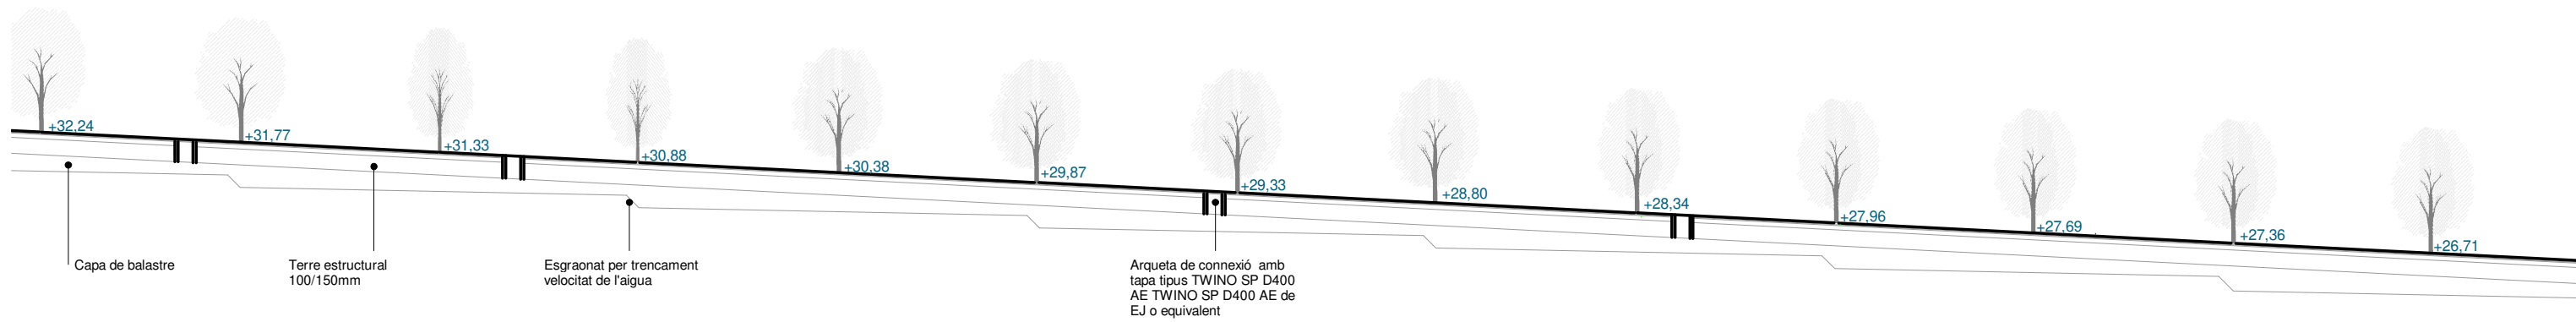 +32,24
+31,77
+31,33
+30,88
+30,38
+29,87
+29,33
+28,80
+28,34
+27,96
+27,69
+27,36
+26,71
Capa de balastre
Terre estructural
100/150mm
Esgraonat per trencament
velocitat de l'aigua
Arqueta de connexió amb
tapa tipus TWINO SP D400
AE TWINO SP D400 AE de
EJ o equivalent